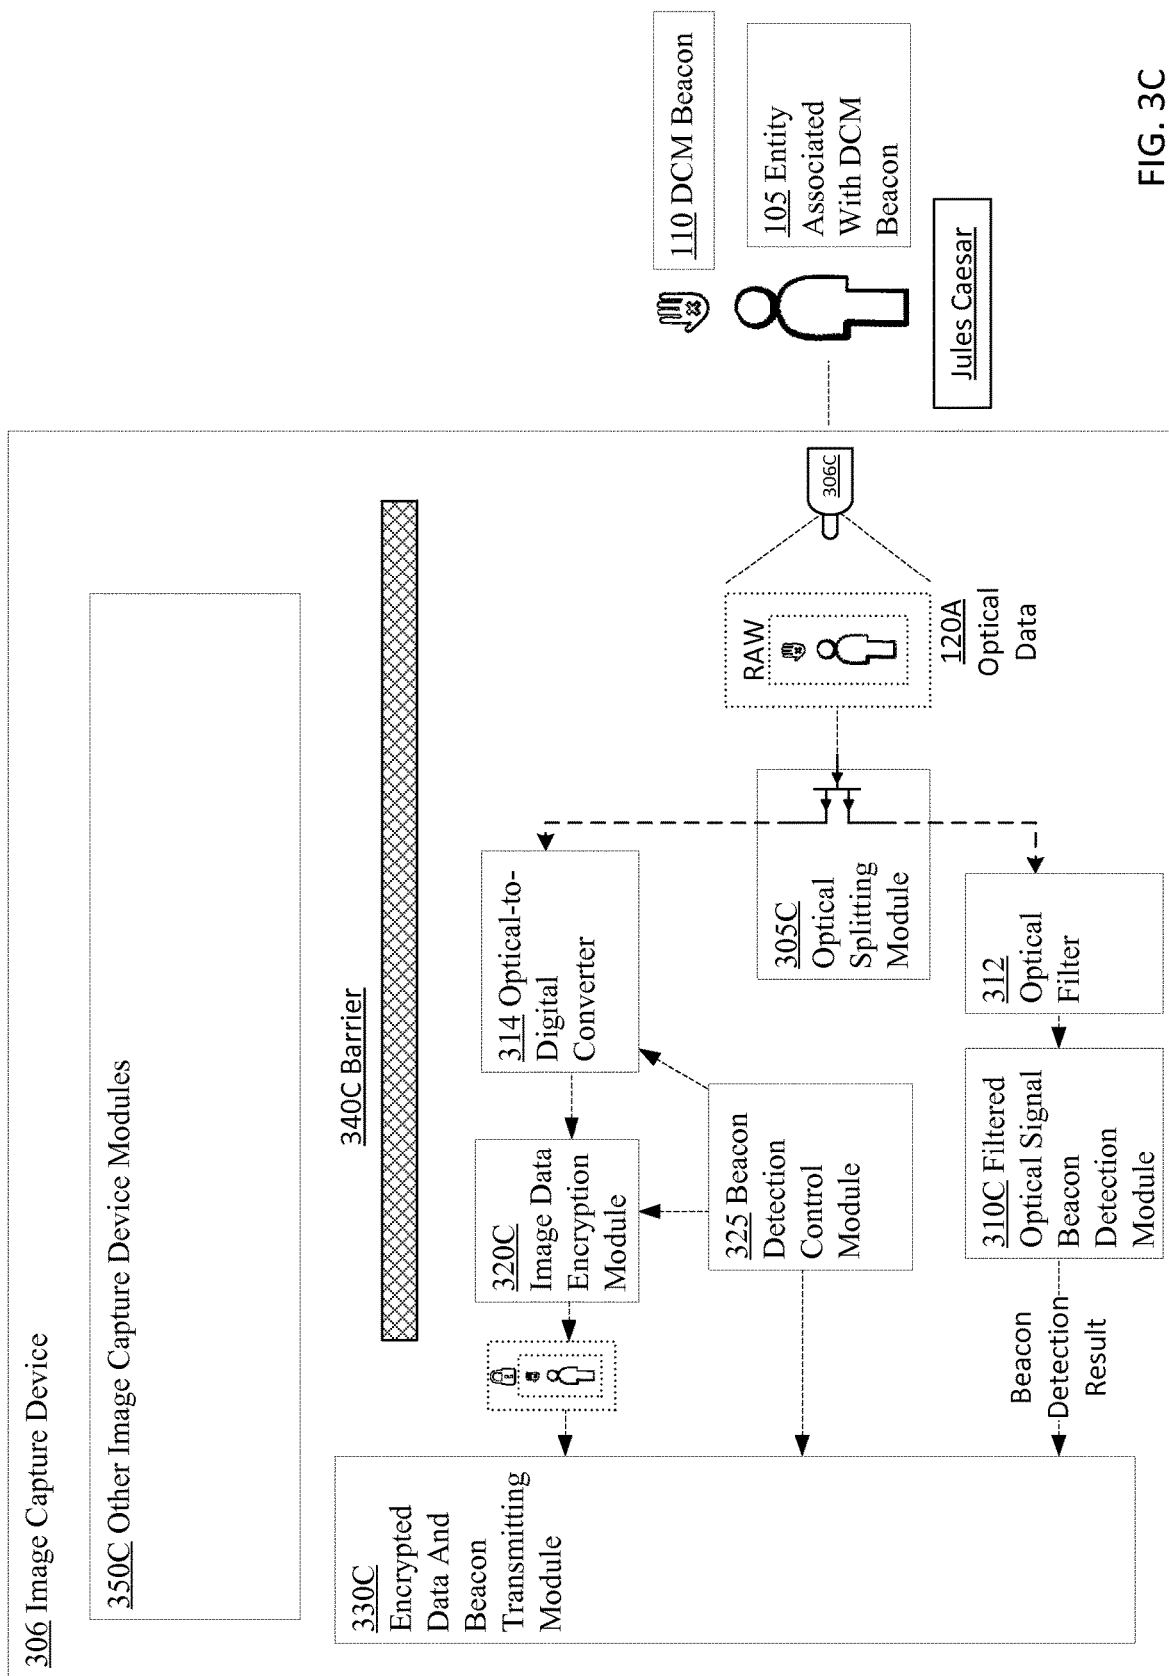 306 Image Capture Device
350C Other Image Capture Device Modules
340C Barrier
330C
Encrypted
Data And
Beacon
Transmitting
Module
320C
Image Data
Encryption
Module
314 Optical-to-
Digital
Converter
325 Beacon
Detection
Control
Module
305C
Optical
Splitting
Module
RAW
120A
Optical
Data
306C
Beacon
Detection
Result
310C Filtered
Optical Signal
Beacon
Detection
Module
312
Optical
Filter
110 DCM Beacon
105 Entity
Associated
With DCM
Beacon
Jules Caesar
FIG. 3C